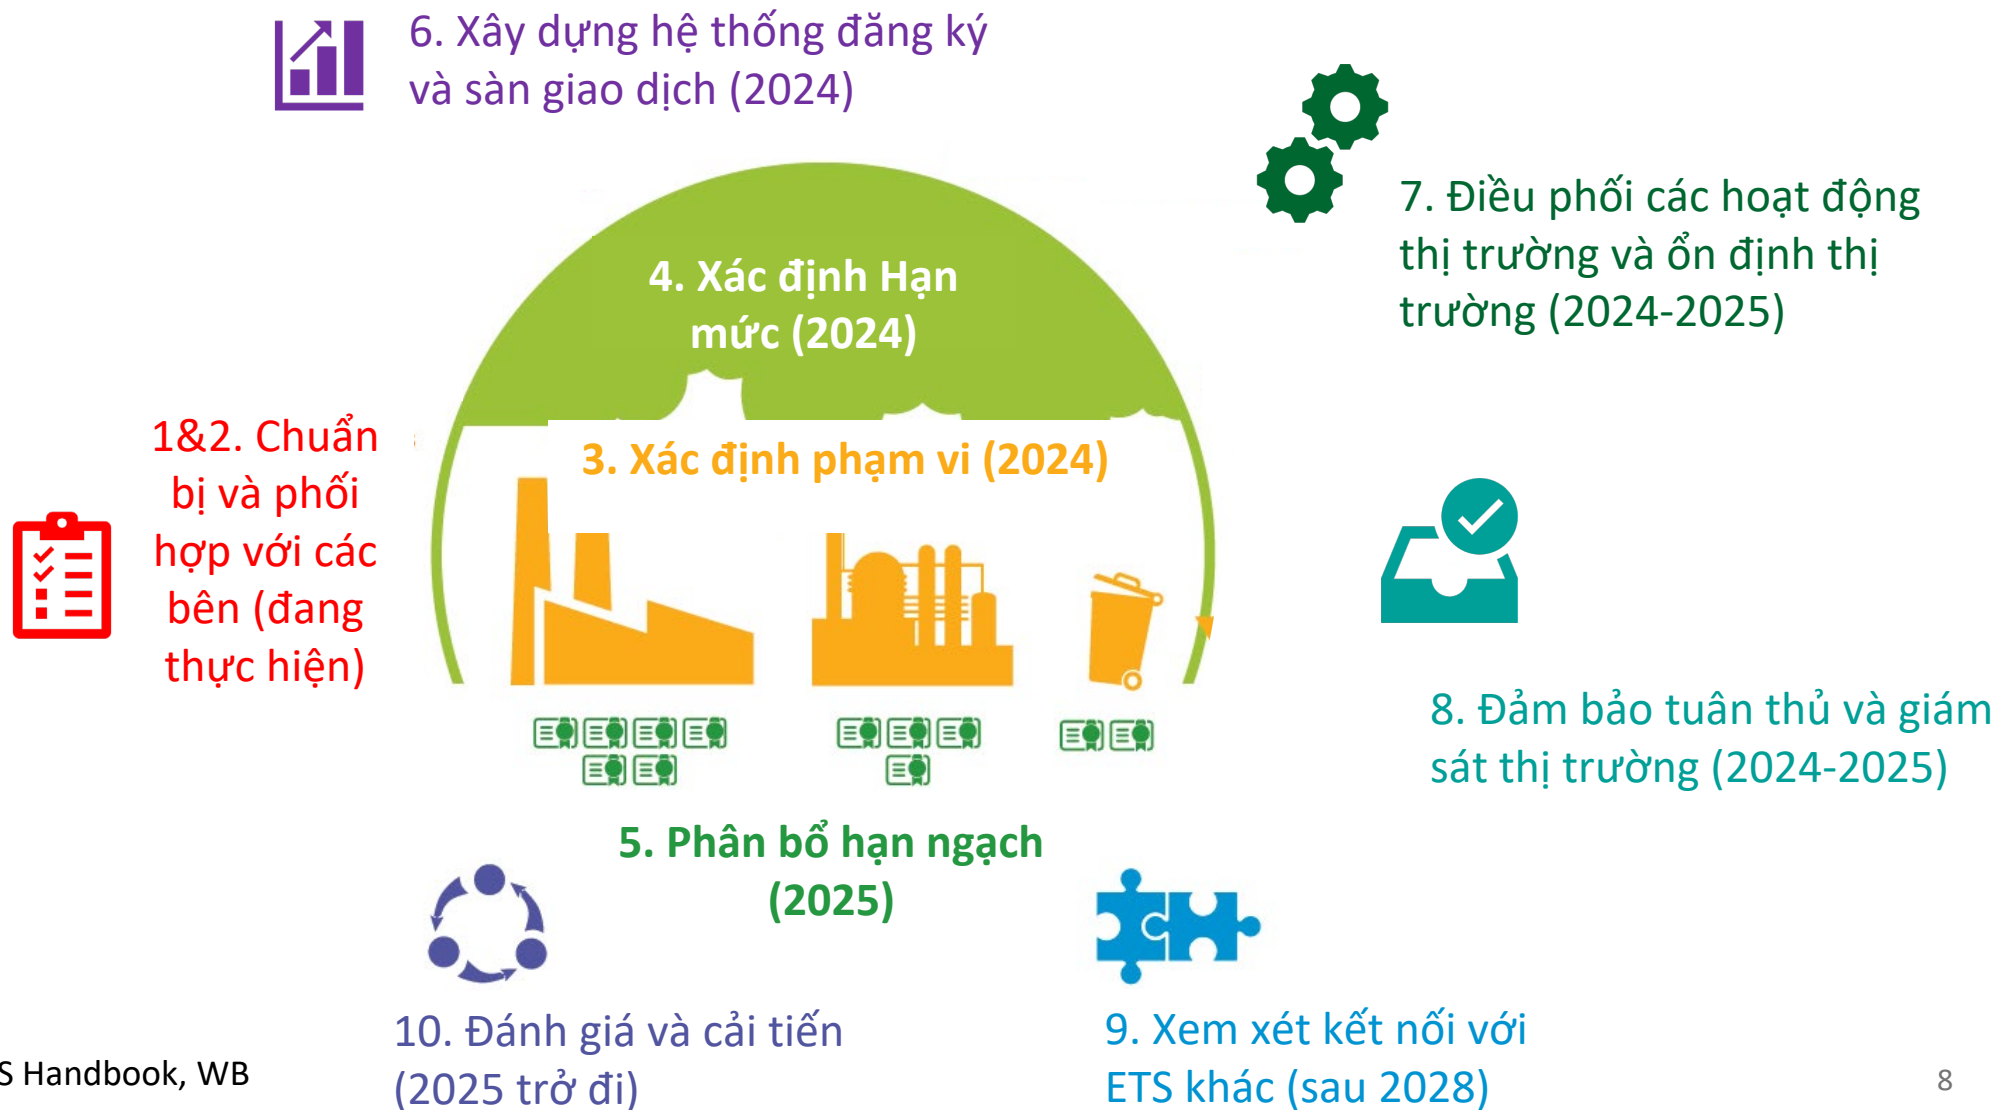 6. Xây dựng hệ thống đăng ký
và sàn giao dịch (2024)
7. Điều phối các hoạt động
thị trường và ổn định thị
trường (2024-2025)
4. Xác định Hạn
mức (2024)
1&2. Chuẩn
bị và phối
hợp với các
bên (đang
thực hiện)
3. Xác định phạm vi (2024)
8. Đảm bảo tuân thủ và giám
sát thị trường (2024-2025)
5. Phân bổ hạn ngạch
(2025)
10. Đánh giá và cải tiến
(2025 trở đi)
9. Xem xét kết nối với
ETS khác (sau 2028)
S Handbook, WB
8